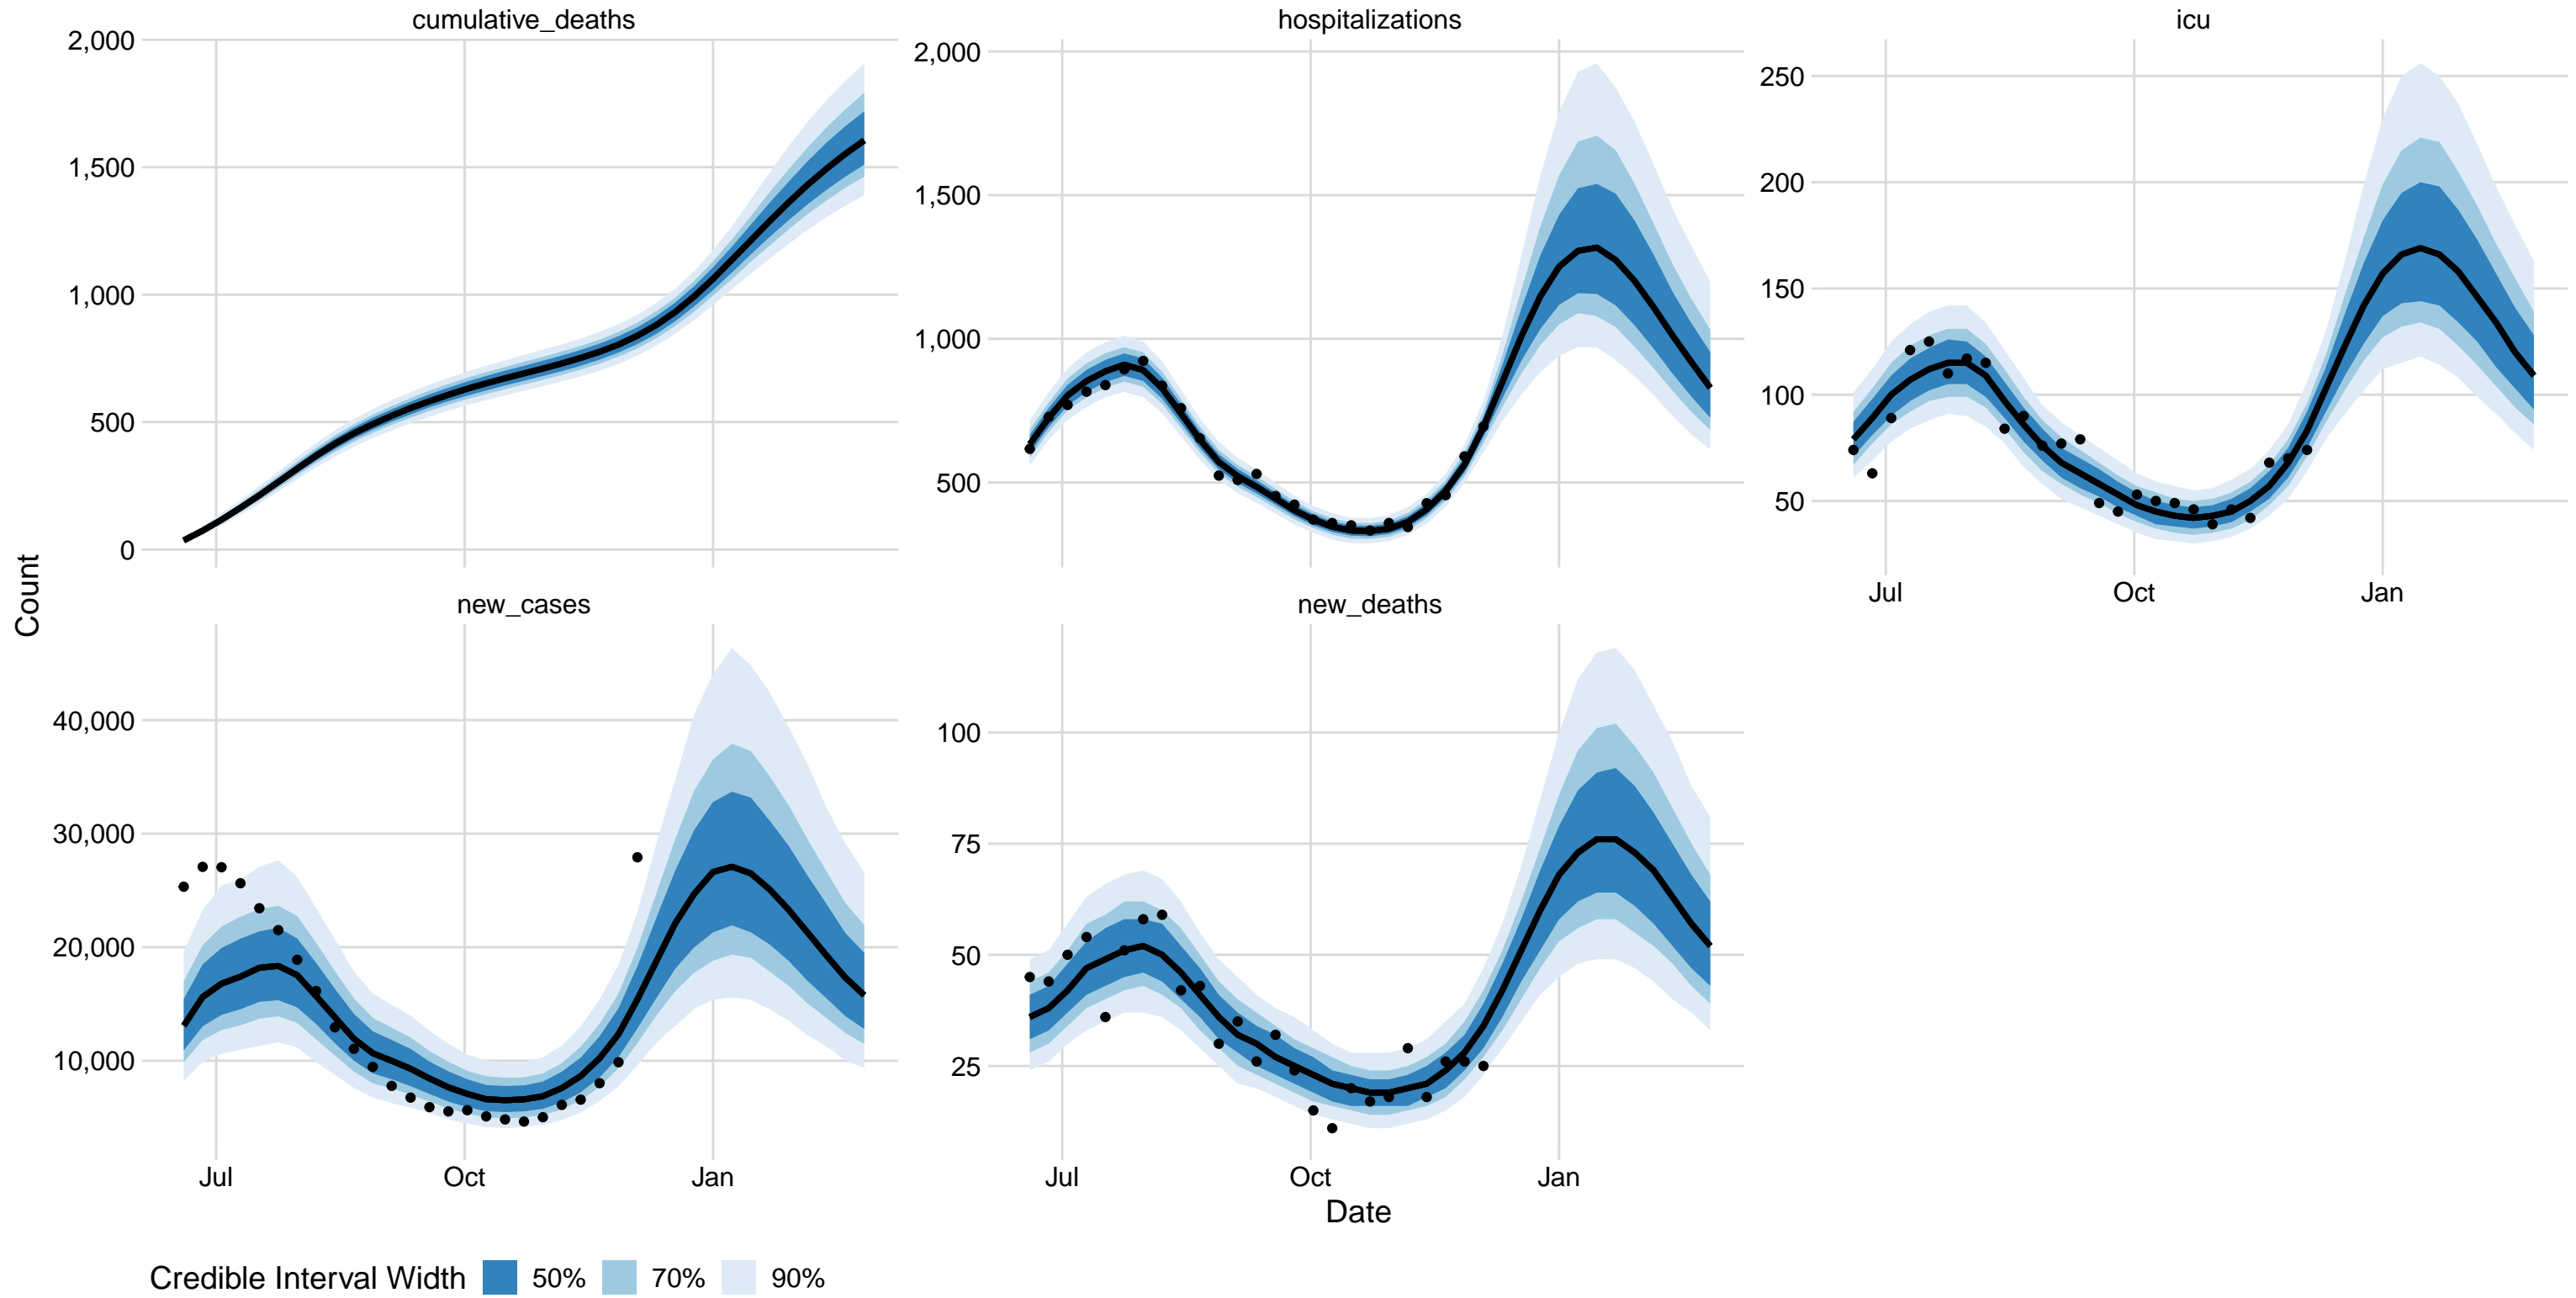 cumulative_deaths
hospitalizations
icu
2,000
1,500
1,000
500
0
2,000
1,500
1,000
500
250
200
150
100
50
Jul Oct Jan
Count
new_cases
new_deaths
40,000
30,000
20,000
10,000
Jul Oct Jan
100
75
50
25
Jul Oct Jan
Date
Credible Interval Width 50% 70% 90%